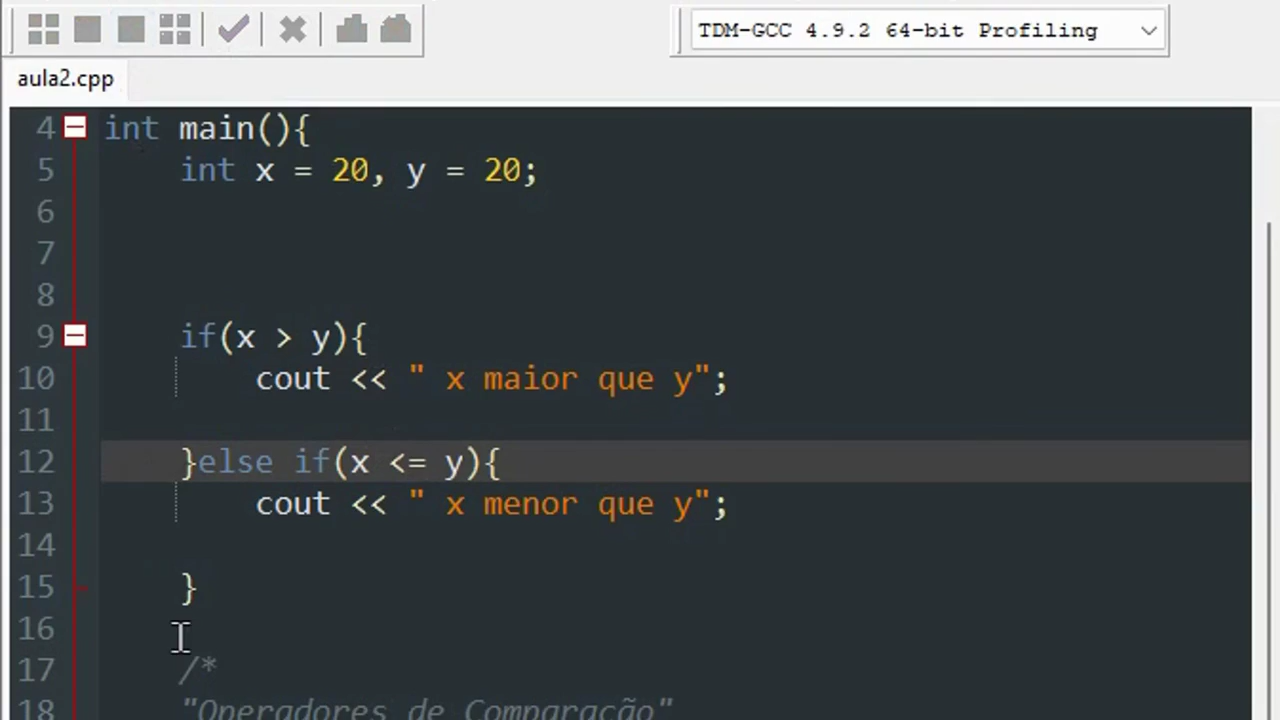 TDM-GCC 4.9.2 64-bit Profiling
aula2.cpp
4 int main(){
5 int x = 20, y = 20;
6
7
8
9 if(x > y){
10 cout << " x maior que y";
11
12 }else if(x <= y){
13 cout << " x menor que y";
14
15 }
16
17 /*
18 "Operadores de Comparação"